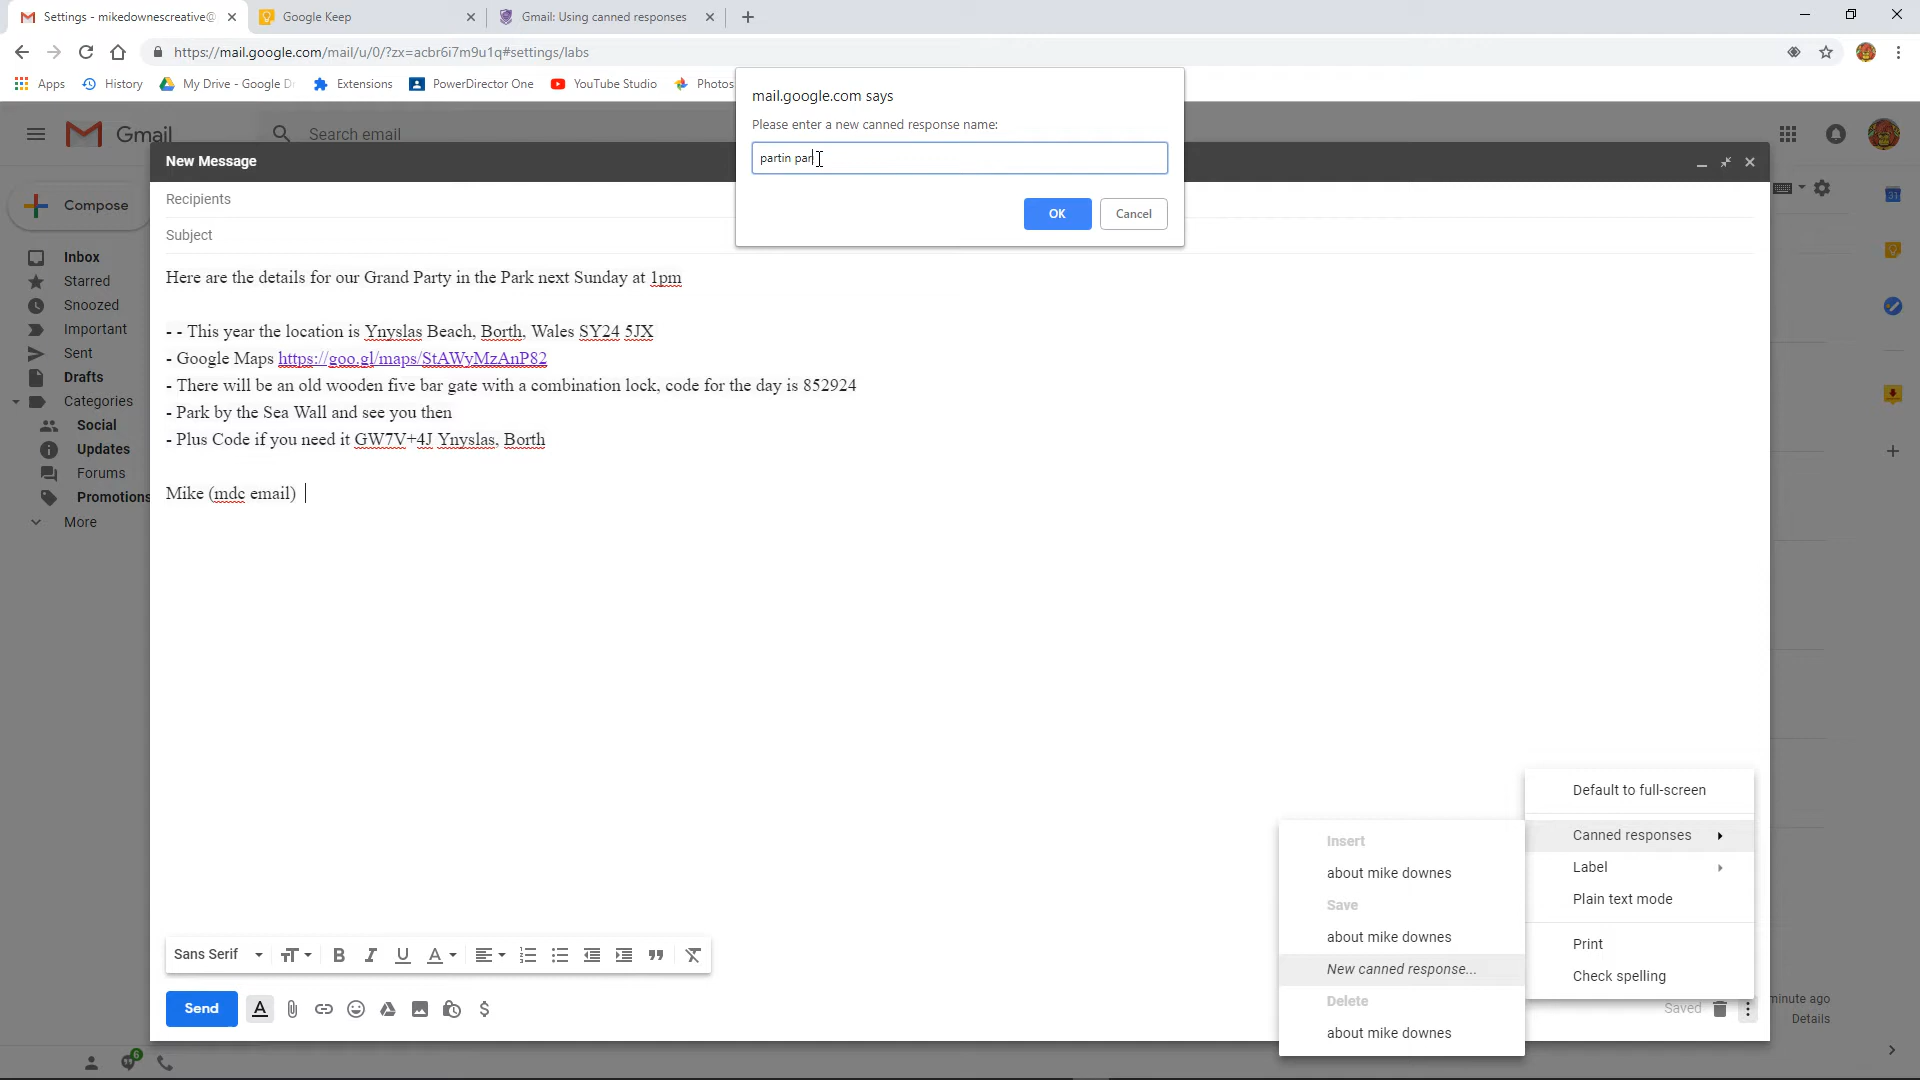 Settings - mikedownescreative@
Google Keep
Gmail: Using canned responses
https://mail.google.com/mail/u/0/?zx=acbr6i7m9u1q#settings/labs
Apps
History
My Drive - Google Dr
Extensions
PowerDirector One
YouTube Studio
Photos
mail.google.com says
Please enter a new canned response name:
partin par
OK
Cancel
Gmail
Search email
Compose
Inbox
Starred
Snoozed
Important
Sent
Drafts
Categories
Social
Updates
Forums
Promotions
More
New Message
Recipients
Subject
Here are the details for our Grand Party in the Park next Sunday at 1pm
- - This year the location is Ynyslas Beach, Borth, Wales SY24 5JX
- Google Maps https://goo.gl/maps/StAWyMzAnP82
- There will be an old wooden five bar gate with a combination lock, code for the day is 852924
- Park by the Sea Wall and see you then
- Plus Code if you need it GW7V+4J Ynyslas, Borth
Mike (mdc email)
Default to full-screen
Canned responses
Label
Plain text mode
Print
Check spelling
Insert
about mike downes
Save
about mike downes
New canned response...
Delete
about mike downes
Sans Serif
Send
Saved
minute ago
Details
6
31